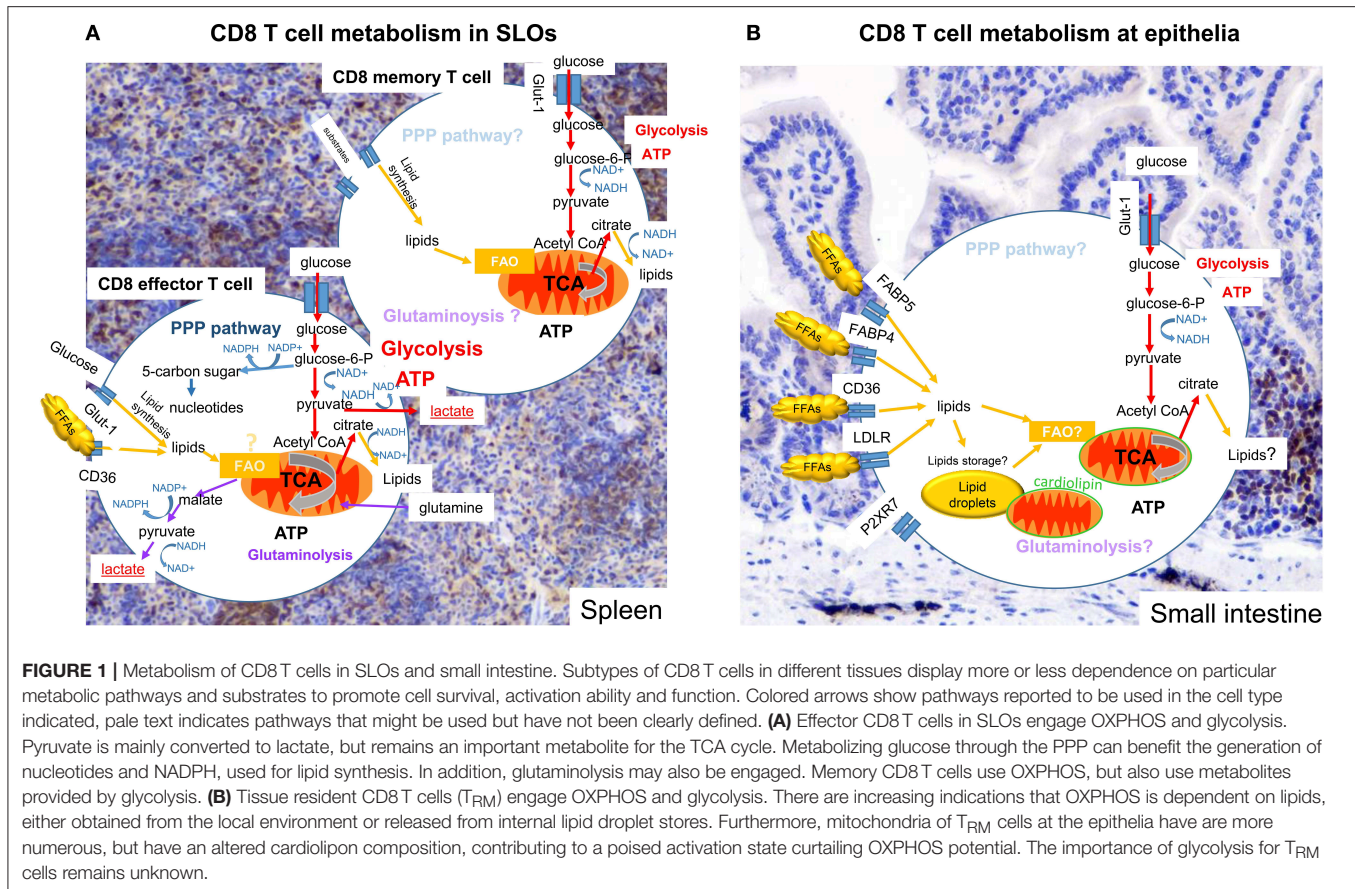 A CD8 T cell metabolism in SLOs
CD8 memory T cell
glucose
Glut-1
PPP pathway?
substrates
Lipid synthesis
glucose
Glycolysis
ATP
glucose-6-P
NAD+
NADH
pyruvate
citrate
NADH
NAD+
lipids
Acetyl CoA
FAO
TCA
lipids
ATP
Glutaminoysis ?
CD8 effector T cell
glucose
PPP pathway
glucose
NADPH
NADP+
glucose-6-P
Glycolysis
ATP
5-carbon sugar
NAD+
NADH
NAD+
nucleotides
pyruvate
lactate
Glucose
Glut-1
Lipid synthesis
FFAs
CD36
lipids
?
Acetyl CoA
citrate
NADH
NAD+
FAO
TCA
Lipids
malate
NADP+
NADPH
ATP
glutamine
pyruvate
Glutaminolysis
NADH
NAD+
lactate
Spleen
B CD8 T cell metabolism at epithelia
glucose
Glut-1
PPP pathway?
FFAs
FABP5
glucose
Glycolysis
ATP
glucose-6-P
FFAs
FABP4
NAD+
NADH
pyruvate
CD36
FFAs
lipids
citrate
Acetyl CoA
LDLR
FFAs
FAO?
TCA
Lipids?
Lipids storage?
cardiolipin
Lipid
droplets
ATP
P2XR7
Glutaminolysis?
Small intestine
FIGURE 1 | Metabolism of CD8 T cells in SLOs and small intestine. Subtypes of CD8 T cells in different tissues display more or less dependence on particular
metabolic pathways and substrates to promote cell survival, activation ability and function. Colored arrows show pathways reported to be used in the cell type
indicated, pale text indicates pathways that might be used but have not been clearly defined. (A) Effector CD8 T cells in SLOs engage OXPHOS and glycolysis.
Pyruvate is mainly converted to lactate, but remains an important metabolite for the TCA cycle. Metabolizing glucose through the PPP can benefit the generation of
nucleotides and NADPH, used for lipid synthesis. In addition, glutaminolysis may also be engaged. Memory CD8 T cells use OXPHOS, but also use metabolites
provided by glycolysis. (B) Tissue resident CD8 T cells (TRM) engage OXPHOS and glycolysis. There are increasing indications that OXPHOS is dependent on lipids,
either obtained from the local environment or released from internal lipid droplet stores. Furthermore, mitochondria of TRM cells at the epithelia have are more
numerous, but have an altered cardiolipon composition, contributing to a poised activation state curtailing OXPHOS potential. The importance of glycolysis for TRM
cells remains unknown.